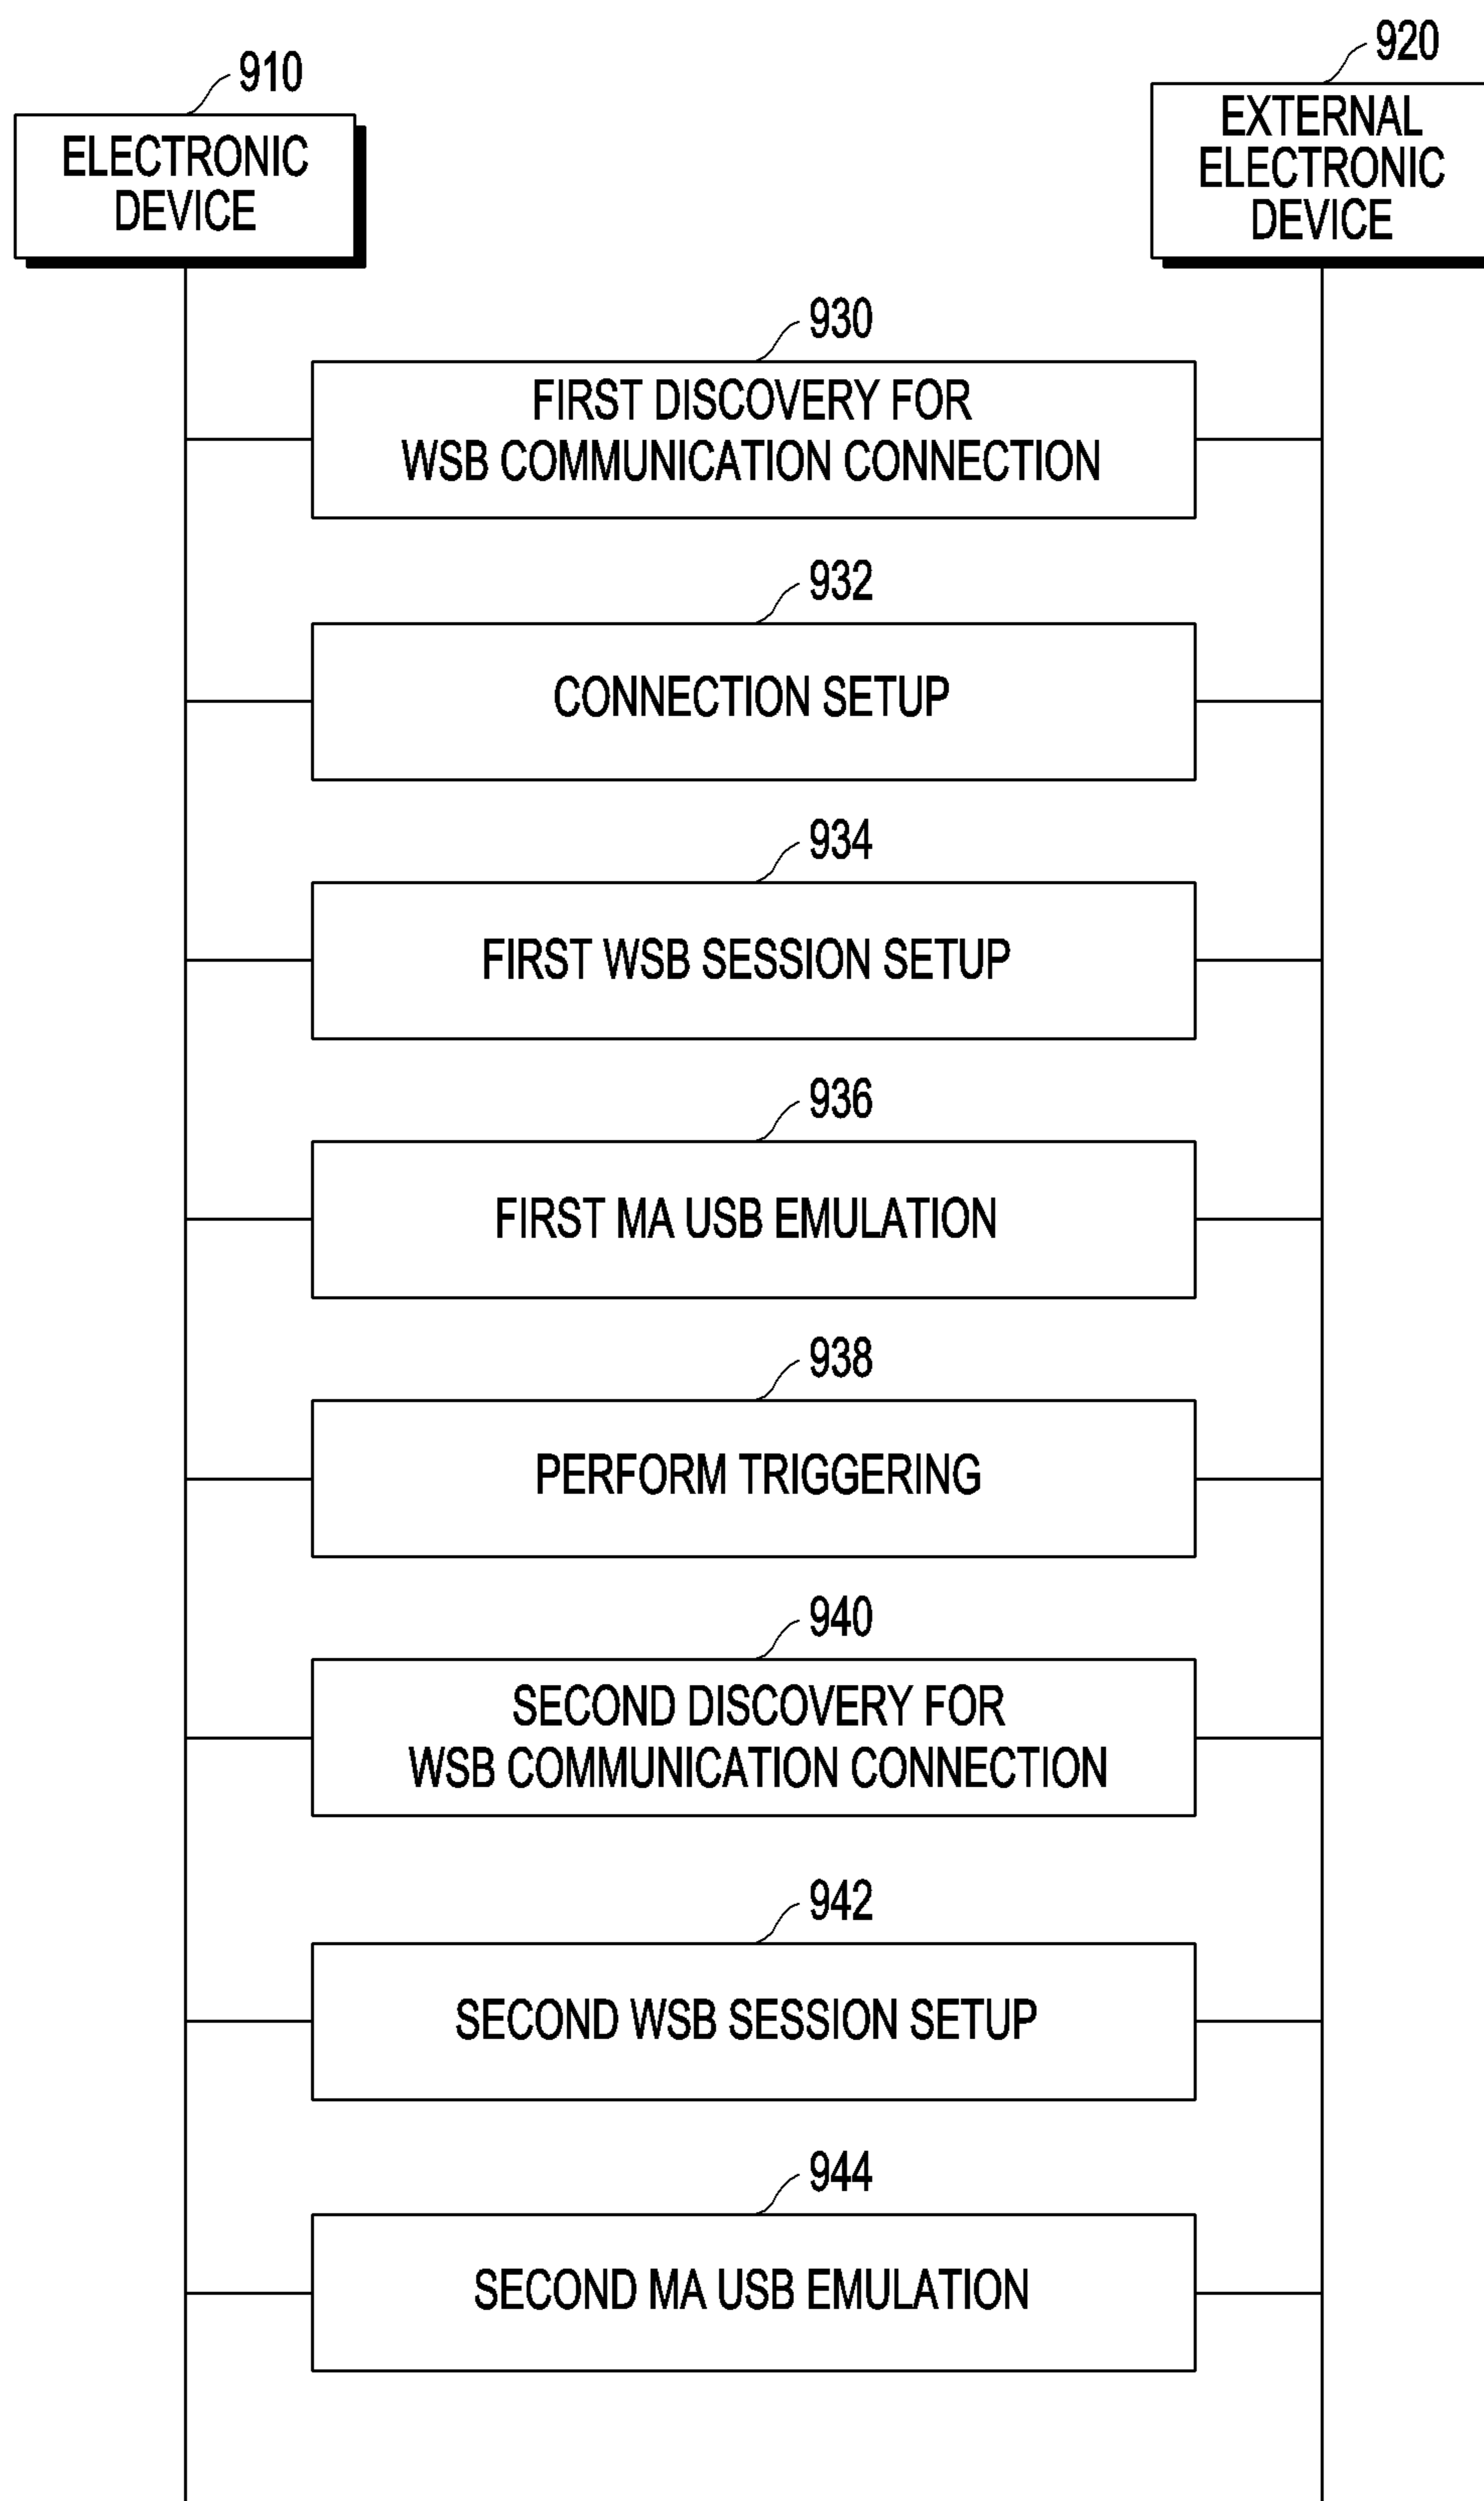 910
ELECTRONIC
DEVICE
920
EXTERNAL
ELECTRONIC
DEVICE
930
FIRST DISCOVERY FOR
WSB COMMUNICATION CONNECTION
932
CONNECTION SETUP
934
FIRST WSB SESSION SETUP
936
FIRST MA USB EMULATION
938
PERFORM TRIGGERING
940
SECOND DISCOVERY FOR
WSB COMMUNICATION CONNECTION
942
SECOND WSB SESSION SETUP
944
SECOND MA USB EMULATION